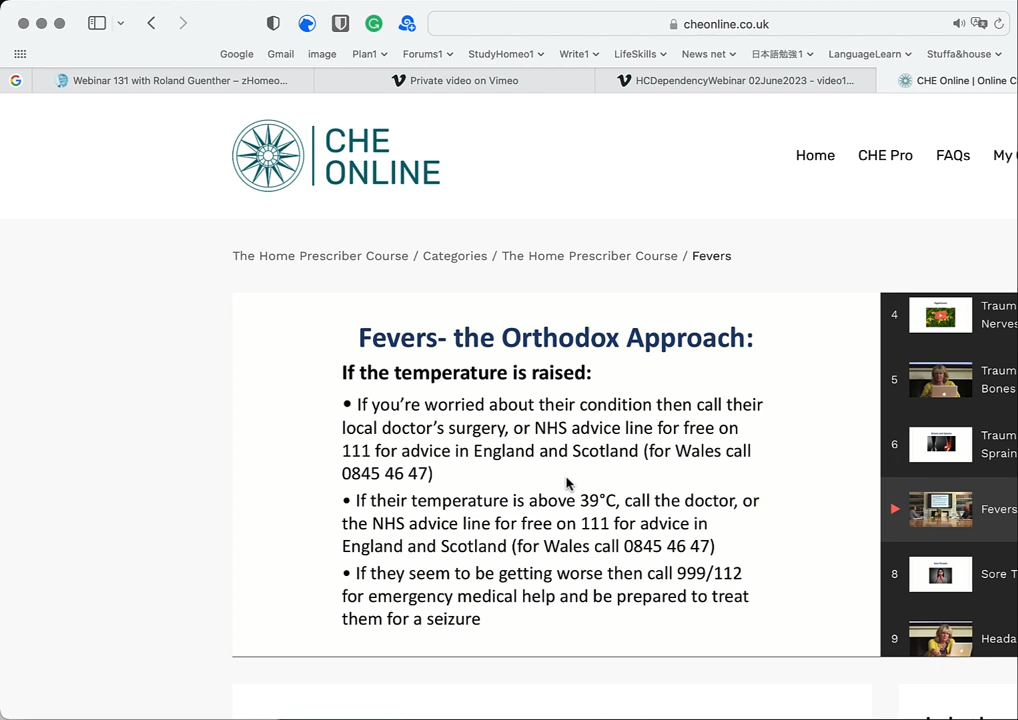 cheonline.co.uk
Google Gmail image Plan1 Forums1 StudyHomeo1 Write1 LifeSkills News net 日本語勉強1 LanguageLearn Stuffa&house
G Webinar 131 with Roland Guenther – zHomeo... Private video on Vimeo HCDependencyWebinar 02June2023 - video1... CHE Online | Online C
CHE
ONLINE
Home CHE Pro FAQs My
The Home Prescriber Course / Categories / The Home Prescriber Course / Fevers
Fevers- the Orthodox Approach:
If the temperature is raised:
• If you’re worried about their condition then call their
local doctor’s surgery, or NHS advice line for free on
111 for advice in England and Scotland (for Wales call
0845 46 47)
• If their temperature is above 39°C, call the doctor, or
the NHS advice line for free on 111 for advice in
England and Scotland (for Wales call 0845 46 47)
• If they seem to be getting worse then call 999/112
for emergency medical help and be prepared to treat
them for a seizure
4 Traum
Nerves
5 Traum
Bones
6 Traum
Sprain
Fevers
8 Sore T
9 Heada